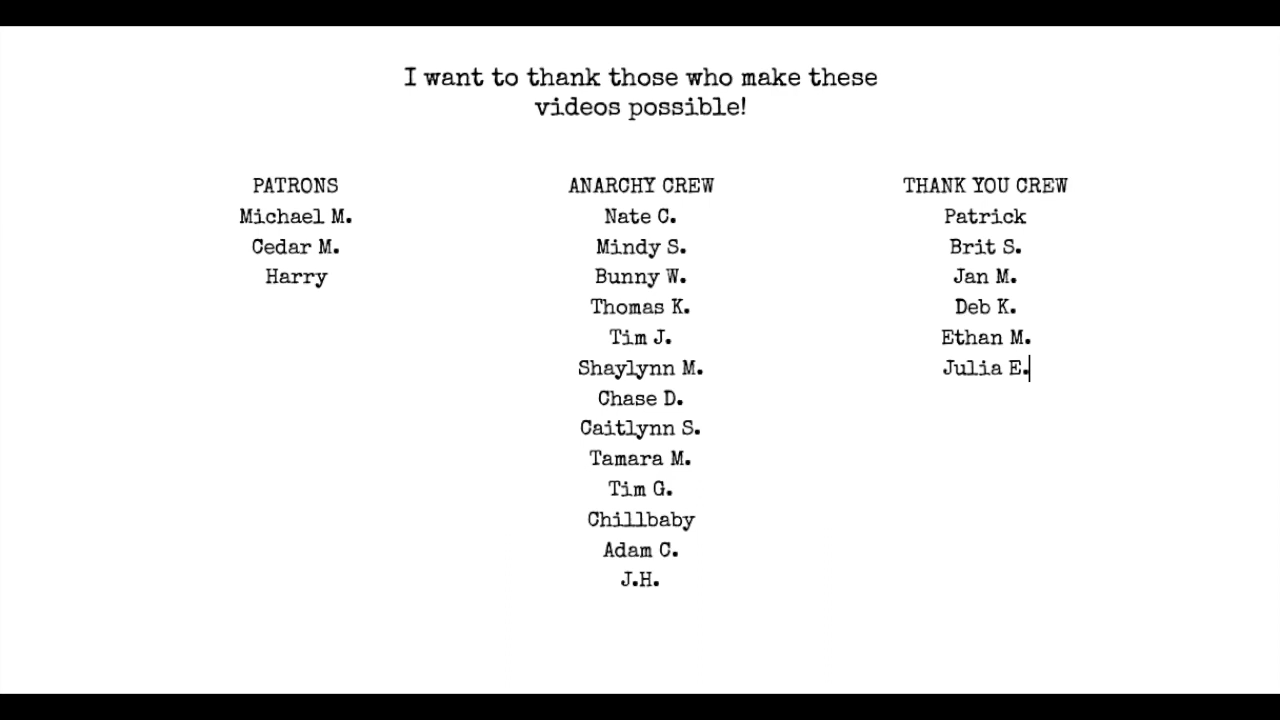 I want to thank those who make these
videos possible!
PATRONS
Michael M.
Cedar M.
Harry
ANARCHY CREW
Nate C.
Mindy S.
Bunny W.
Thomas K.
Tim J.
Shaylynn M.
Chase D.
Caitlynn S.
Tamara M.
Tim G.
Chillbaby
Adam C.
J.H.
THANK YOU CREW
Patrick
Brit S.
Jan M.
Deb K.
Ethan M.
Julia E.